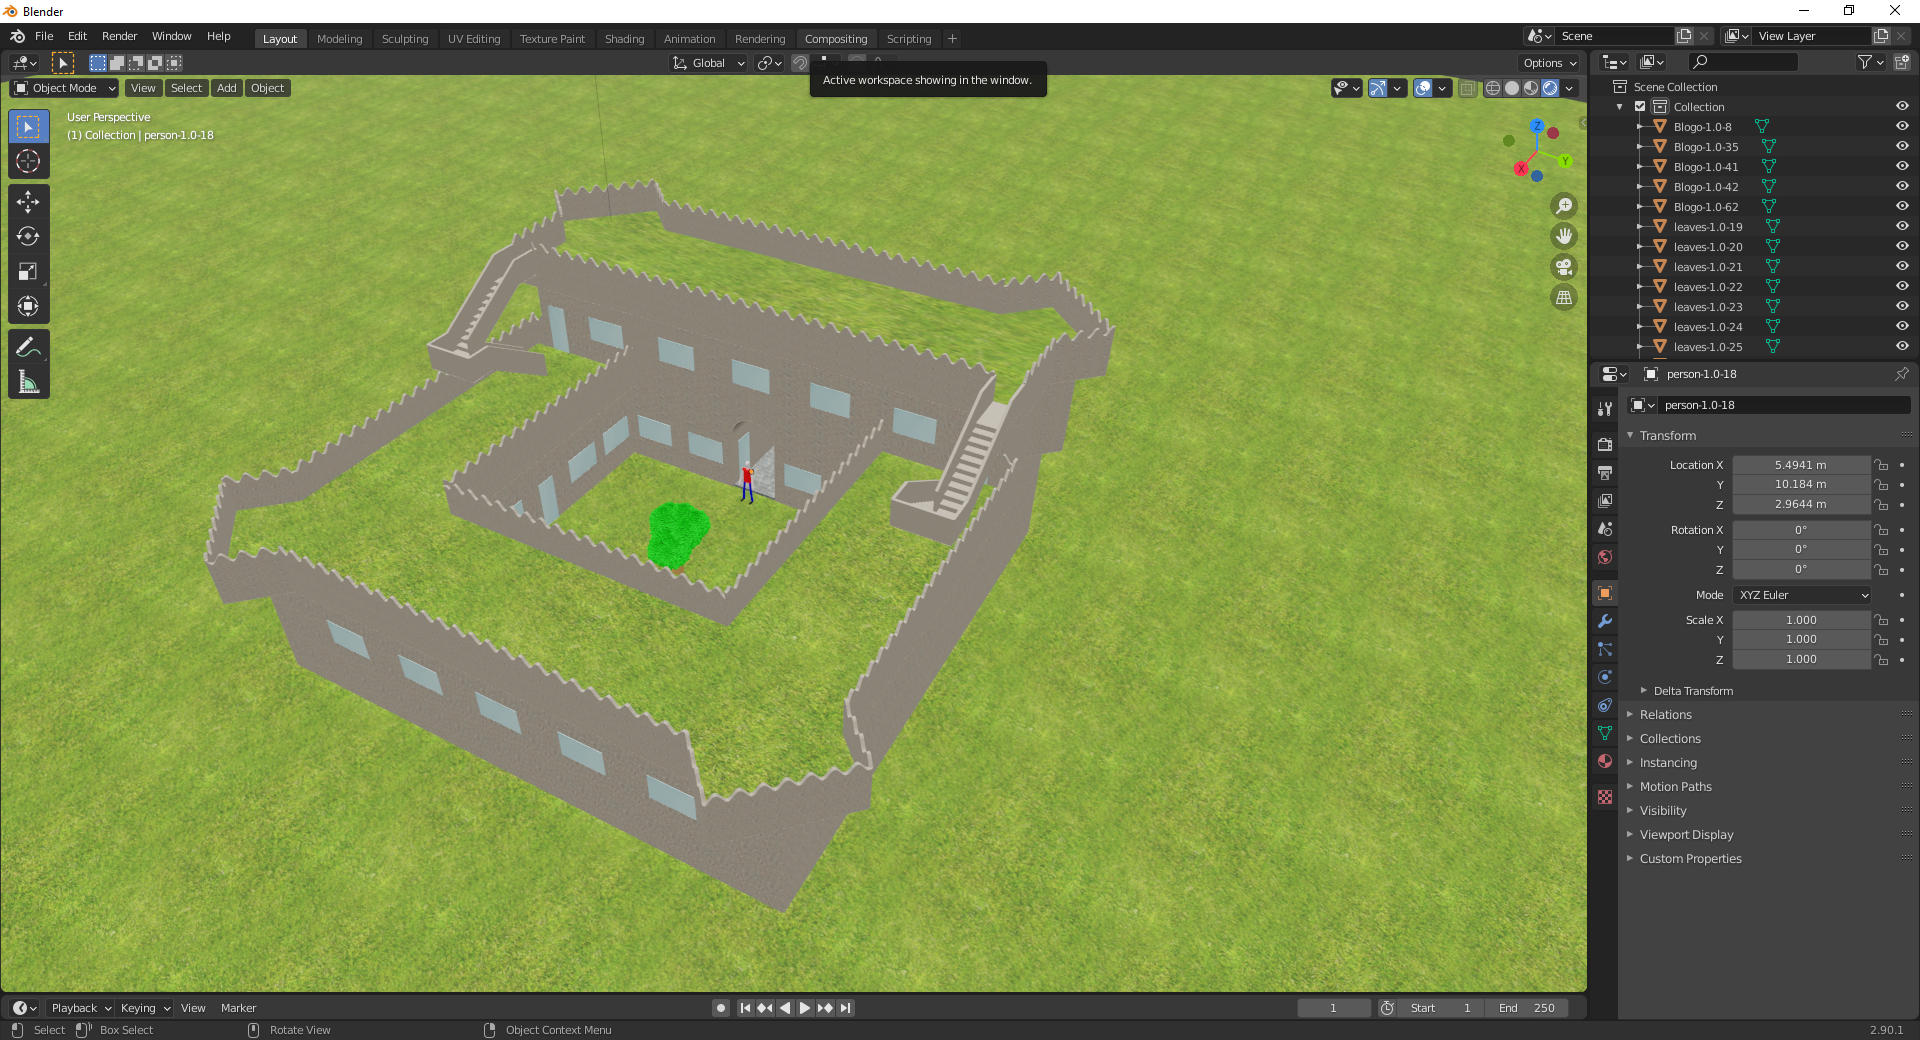 Blender
File Edit Render Window Help
Layout Modeling Sculpting UV Editing Texture Paint Shading Animation Rendering Compositing Scripting +
Scene
View Layer
Global
Options
Active workspace showing in the window.
Object Mode View Select Add Object
User Perspective
(1) Collection | person-1.0-18
Z
Y
X
Scene Collection
Collection
Blogo-1.0-8
Blogo-1.0-35
Blogo-1.0-41
Blogo-1.0-42
Blogo-1.0-62
leaves-1.0-19
leaves-1.0-20
leaves-1.0-21
leaves-1.0-22
leaves-1.0-23
leaves-1.0-24
leaves-1.0-25
person-1.0-18
person-1.0-18
Transform
Location X 5.4941 m
Y 10.184 m
Z 2.9644 m
Rotation X 0°
Y 0°
Z 0°
Mode XYZ Euler
Scale X 1.000
Y 1.000
Z 1.000
Delta Transform
Relations
Collections
Instancing
Motion Paths
Visibility
Viewport Display
Custom Properties
Playback Keying View Marker
1
Start 1
End 250
Select Box Select Rotate View Object Context Menu
2.90.1